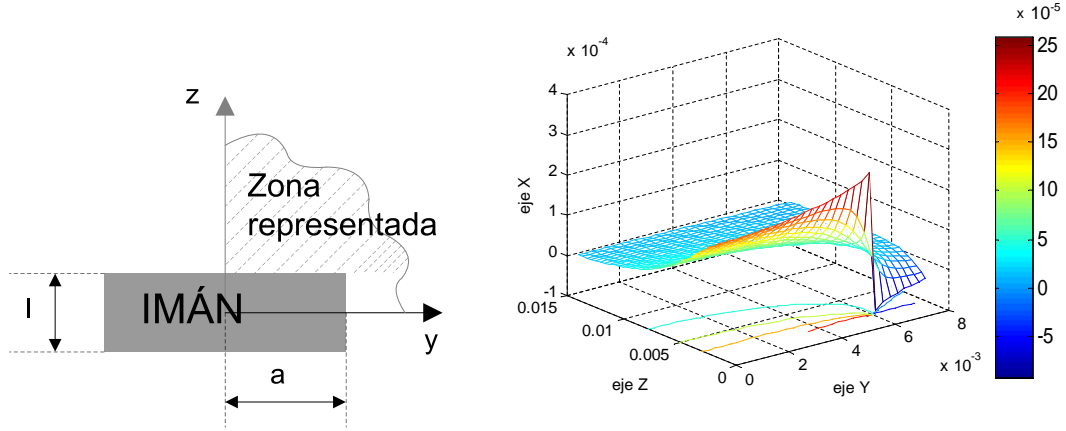 z
Zona
representada
IMÁN
l
y
a
x 10-4
4
3
2
1
0
-1
eje X
0.015
0.01
0.005
0
eje Z
0
2
4
6
8
x 10-3
eje Y
x 10-5
25
20
15
10
5
0
-5